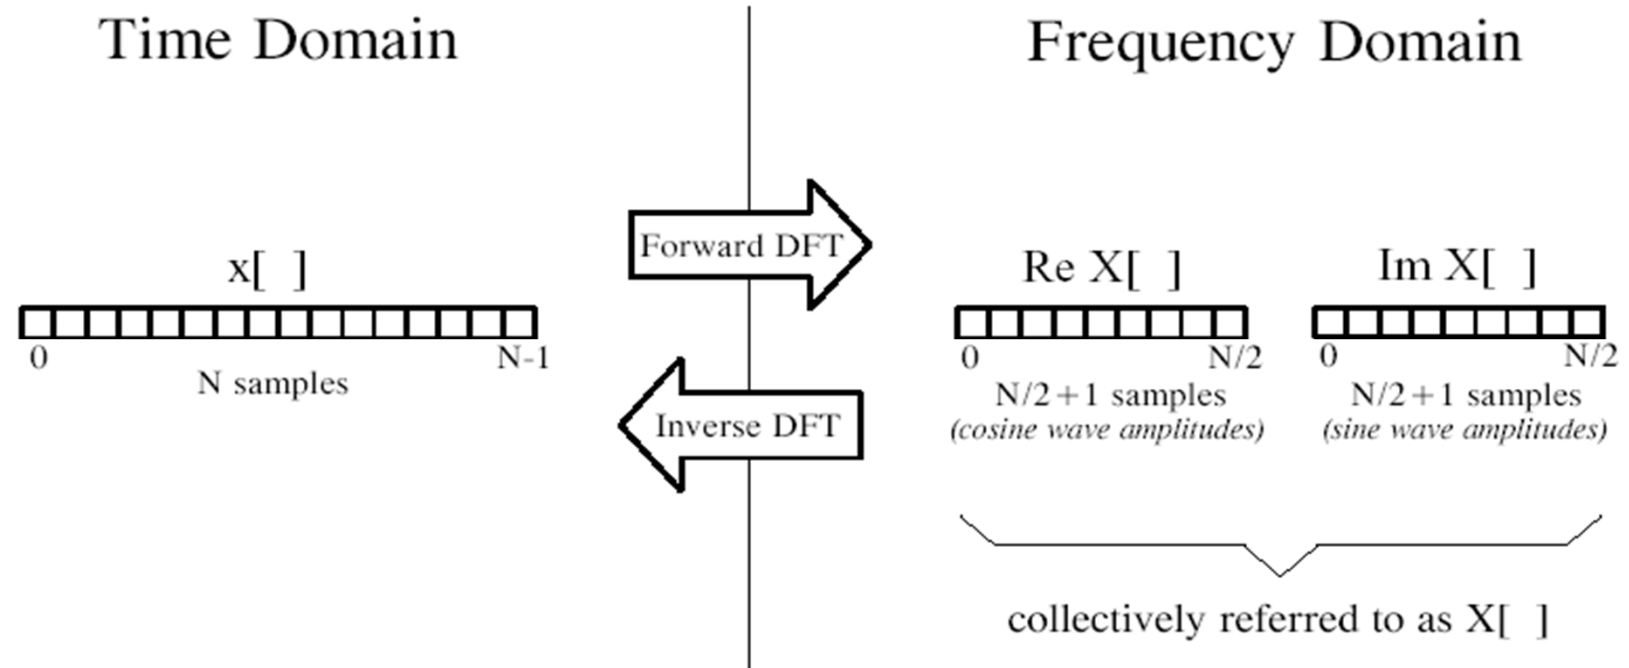 Time Domain
Frequency Domain
Forward DFT
x[ ]
Re X[ ]
Im X[ ]
0
N-1
N samples
0
N/2
N/2+1 samples
(cosine wave amplitudes)
0
N/2
N/2+1 samples
(sine wave amplitudes)
Inverse DFT
collectively referred to as X[ ]